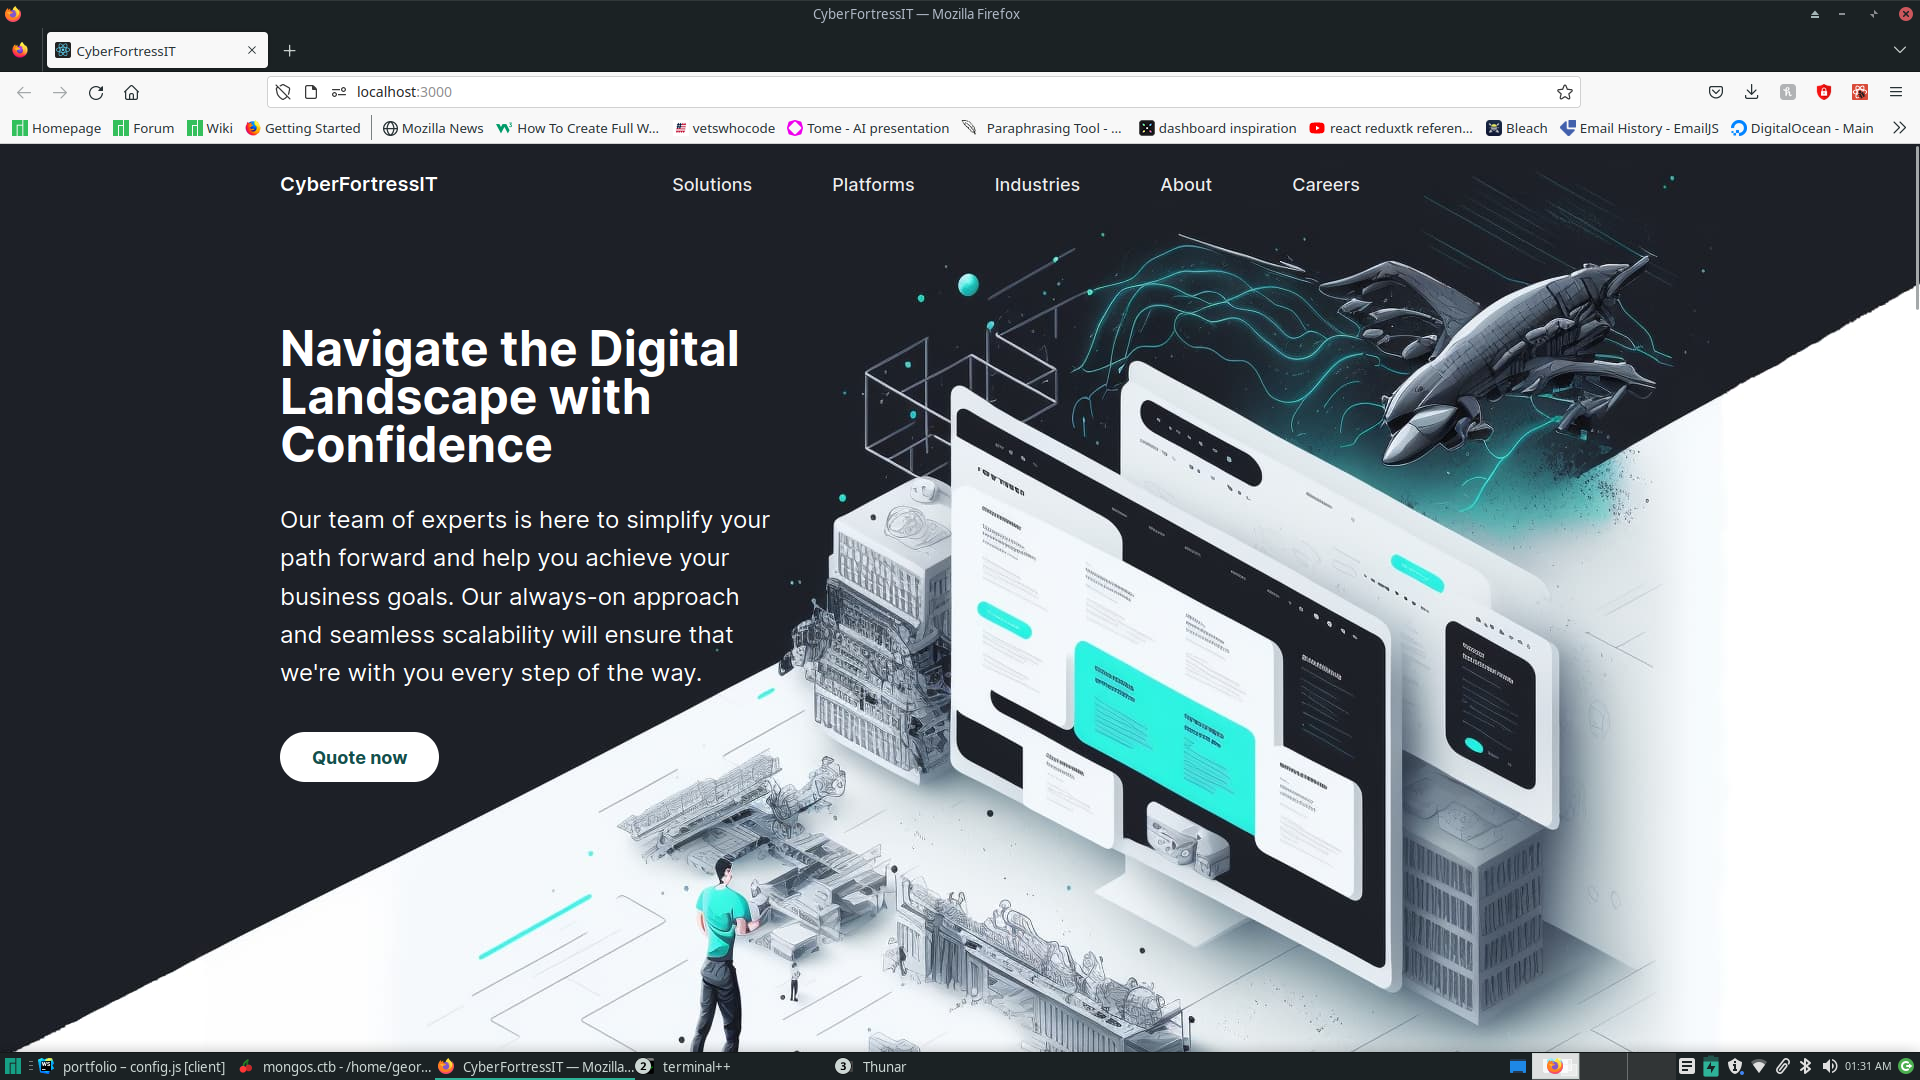 CyberFortressIT — Mozilla Firefox
CyberFortressIT
localhost:3000
Homepage Forum Wiki Getting Started Mozilla News How To Create Full W... vetswhocode Tome - AI presentation Paraphrasing Tool - ... dashboard inspiration react reduxtk referen... Bleach Email History - EmailJS DigitalOcean - Main
CyberFortressIT Solutions Platforms Industries About Careers
Navigate the Digital
Landscape with
Confidence
Our team of experts is here to simplify your
path forward and help you achieve your
business goals. Our always-on approach
and seamless scalability will ensure that
we're with you every step of the way.
Quote now
portfolio – config.js [client] mongos.ctb - /home/geor... CyberFortressIT — Mozilla... 2 terminal++ 3 Thunar 01:31 AM